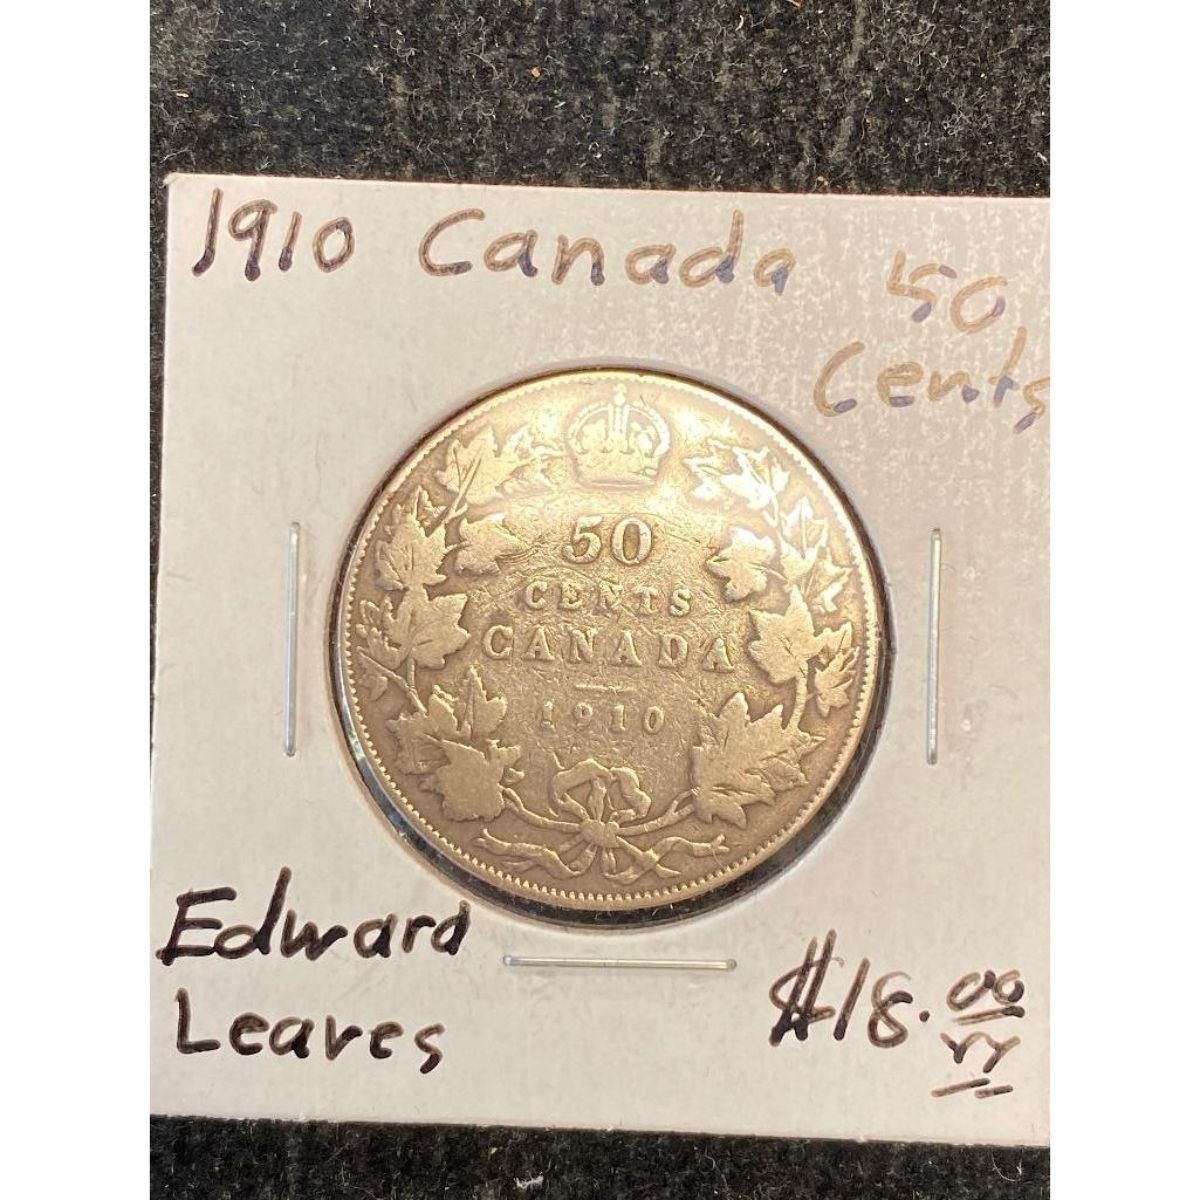 1910 Canada 50
Cents
50
CENTS
CANADA
1910
Edward
Leaves
$18.00